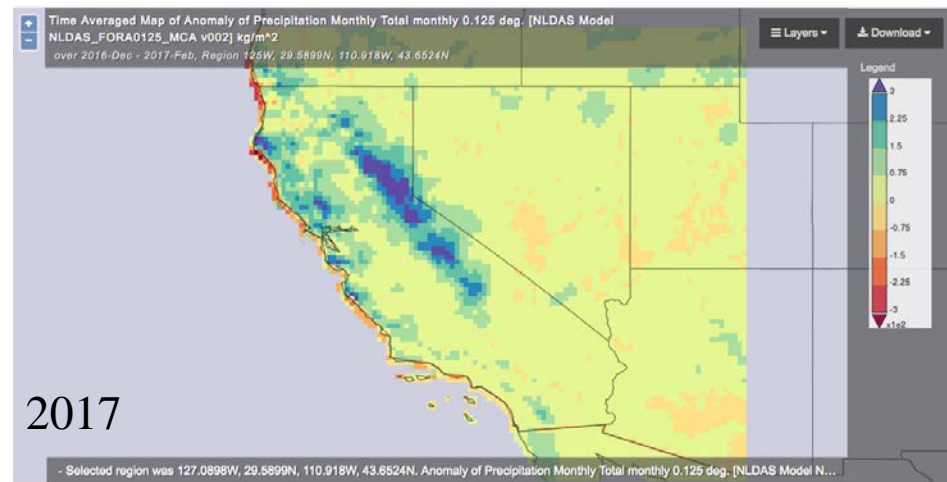 +
−
Time Averaged Map of Anomaly of Precipitation Monthly Total monthly 0.125 deg. [NLDAS Model
NLDAS_FORA0125_MCA v002] kg/m^2
over 2016-Dec - 2017-Feb, Region 125W, 29.5899N, 110.918W, 43.6524N
Layers
Download
Legend
3
2.25
1.5
0.75
0
-0.75
-1.5
-2.25
-3
x1e2
2017
- Selected region was 127.0898W, 29.5899N, 110.918W, 43.6524N. Anomaly of Precipitation Monthly Total monthly 0.125 deg. [NLDAS Model N...